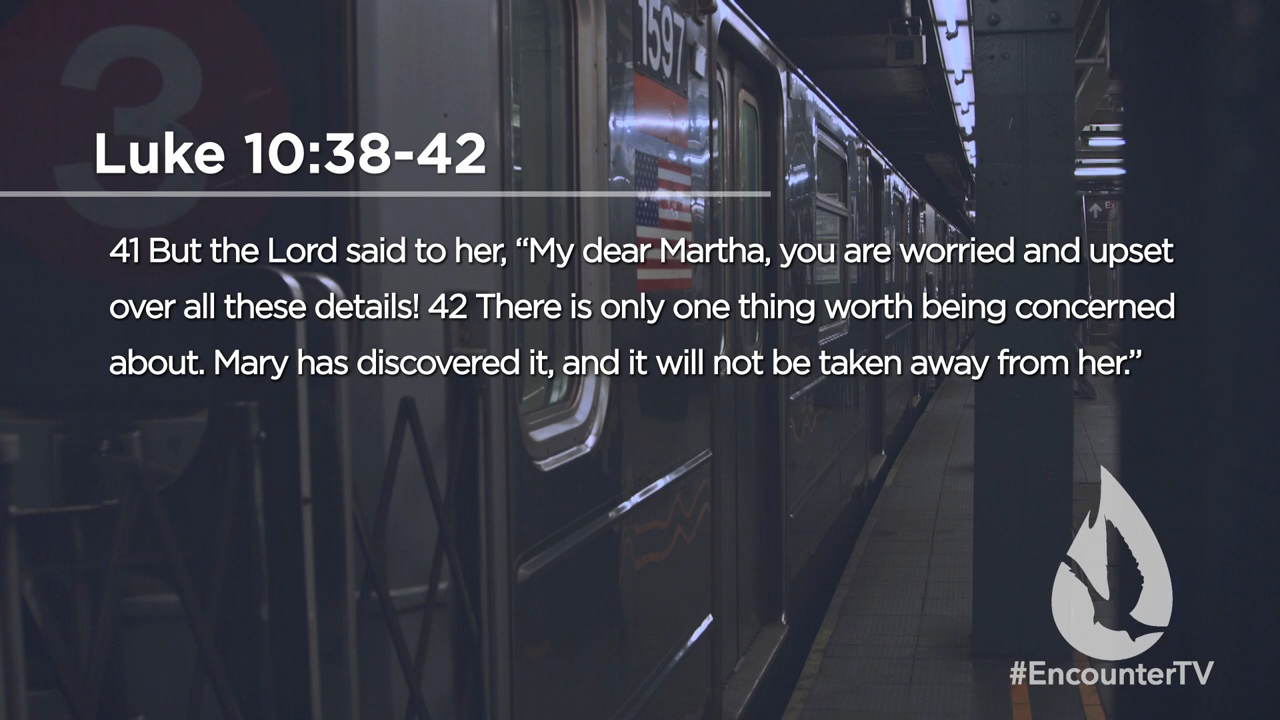 3
1597
Luke 10:38-42
41 But the Lord said to her, “My dear Martha, you are worried and upset
over all these details! 42 There is only one thing worth being concerned
about. Mary has discovered it, and it will not be taken away from her.”
#EncounterTV